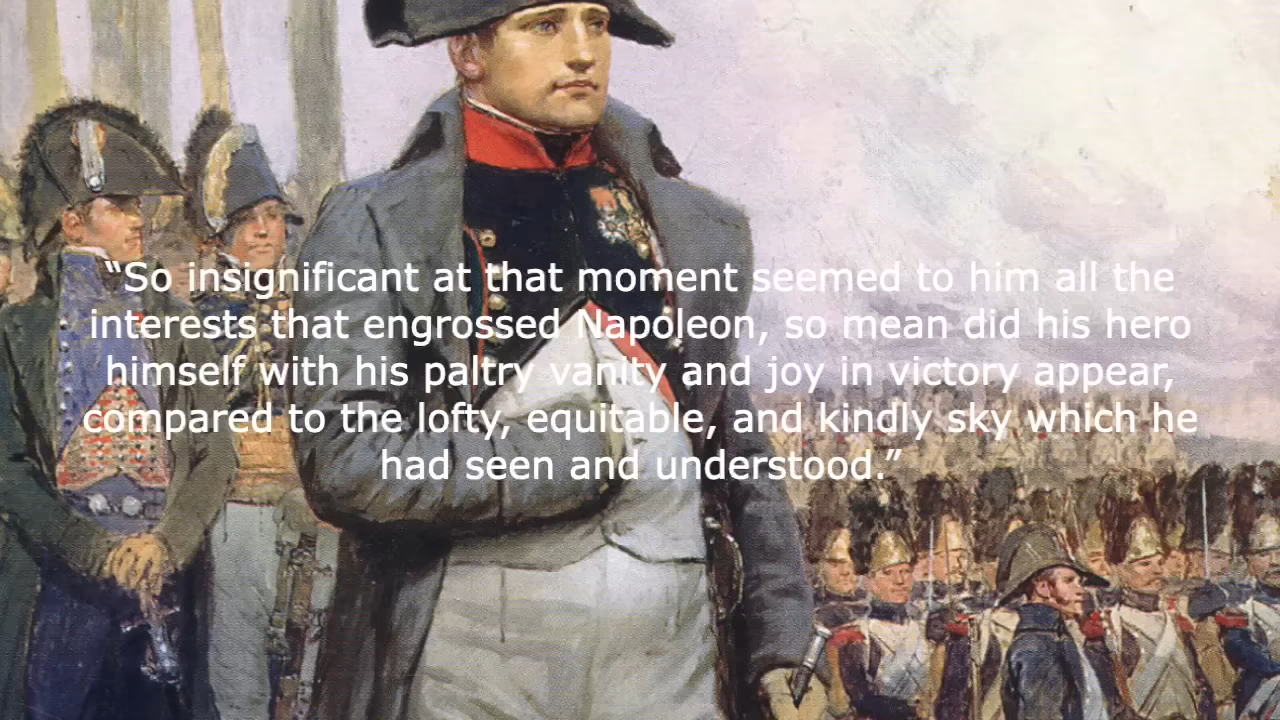 “So insignificant at that moment seemed to him all the
interests that engrossed Napoleon, so mean did his hero
himself with his paltry vanity and joy in victory appear,
compared to the lofty, equitable, and kindly sky which he
had seen and understood.”